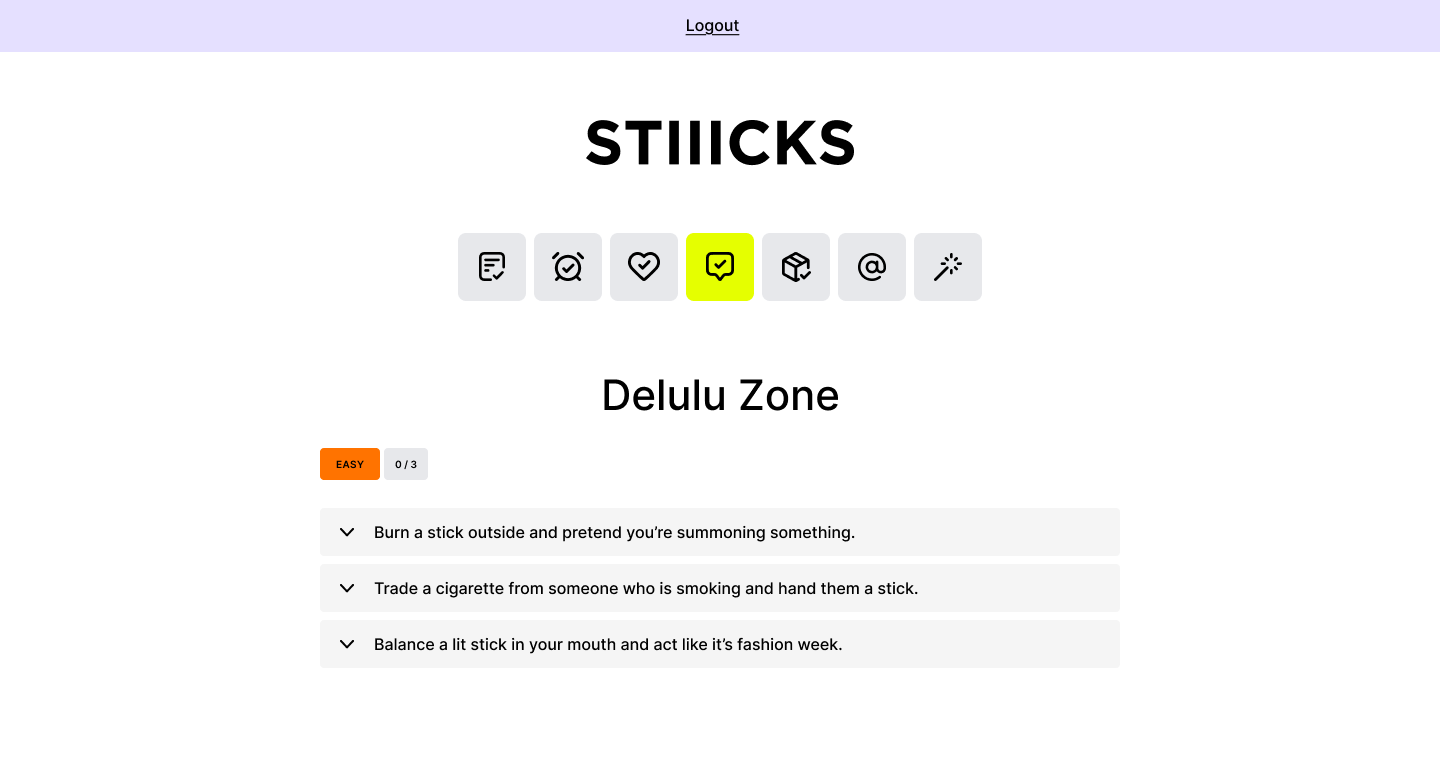 Logout
STIIICKS
Delulu Zone
EASY
0 / 3
Burn a stick outside and pretend you’re summoning something.
Trade a cigarette from someone who is smoking and hand them a stick.
Balance a lit stick in your mouth and act like it’s fashion week.